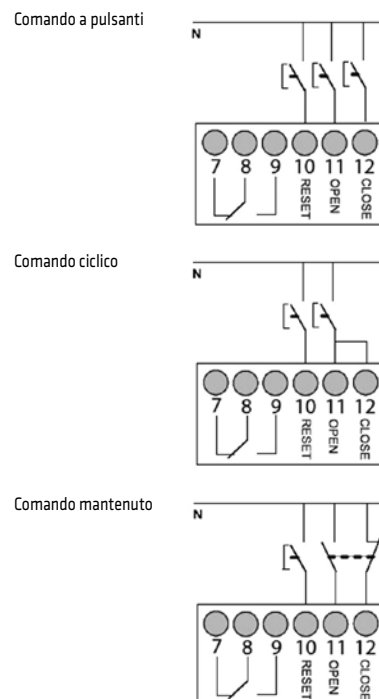 Comando a pulsanti
N
7 8 9 10 11 12
RESET OPEN CLOSE
Comando ciclico
N
7 8 9 10 11 12
RESET OPEN CLOSE
Comando mantenuto
N
7 8 9 10 11 12
RESET OPEN CLOSE